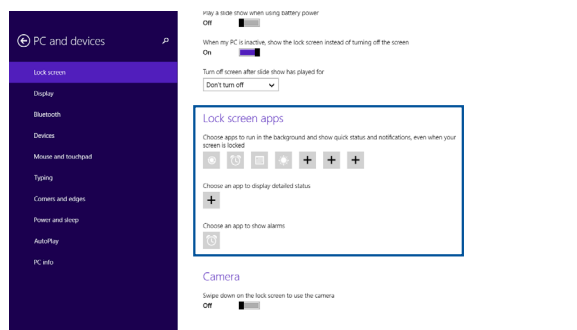 PC and devices
Lock screen
Display
Bluetooth
Devices
Mouse and touchpad
Typing
Corners and edges
Power and sleep
AutoPlay
PC info
Play a slide show when using battery power
Off
When my PC is inactive, show the lock screen instead of turning off the screen
On
Turn off screen after slide show has played for
Don't turn off
Lock screen apps
Choose apps to run in the background and show quick status and notifications, even when your
screen is locked
Choose an app to display detailed status
Choose an app to show alarms
Camera
Swipe down on the lock screen to use the camera
Off